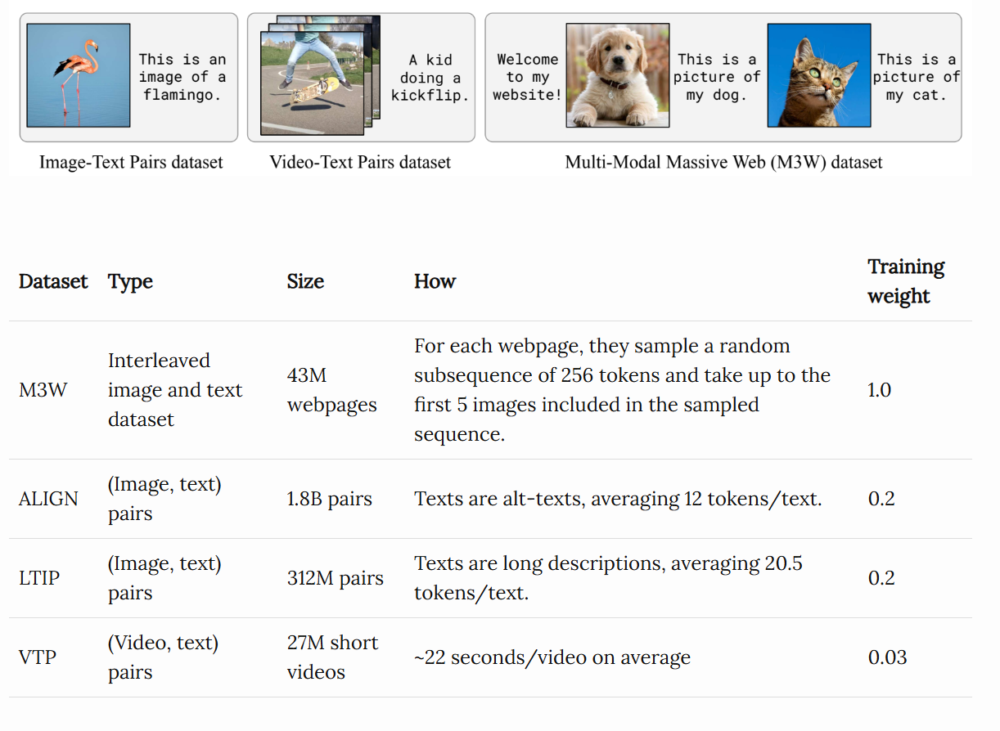 This is an
image of a
flamingo.
A kid
doing a
kickflip.
Welcome
to my
website!
This is a
picture of
my dog.
This is a
picture of
my cat.
Image-Text Pairs dataset
Video-Text Pairs dataset
Multi-Modal Massive Web (M3W) dataset
Dataset
Type
Size
How
Training
weight
M3W
Interleaved
image and text
dataset
43M
webpages
For each webpage, they sample a random
subsequence of 256 tokens and take up to the
first 5 images included in the sampled
sequence.
1.0
ALIGN
(Image, text)
pairs
1.8B pairs
Texts are alt-texts, averaging 12 tokens/text.
0.2
LTIP
(Image, text)
pairs
312M pairs
Texts are long descriptions, averaging 20.5
tokens/text.
0.2
VTP
(Video, text)
pairs
27M short
videos
~22 seconds/video on average
0.03